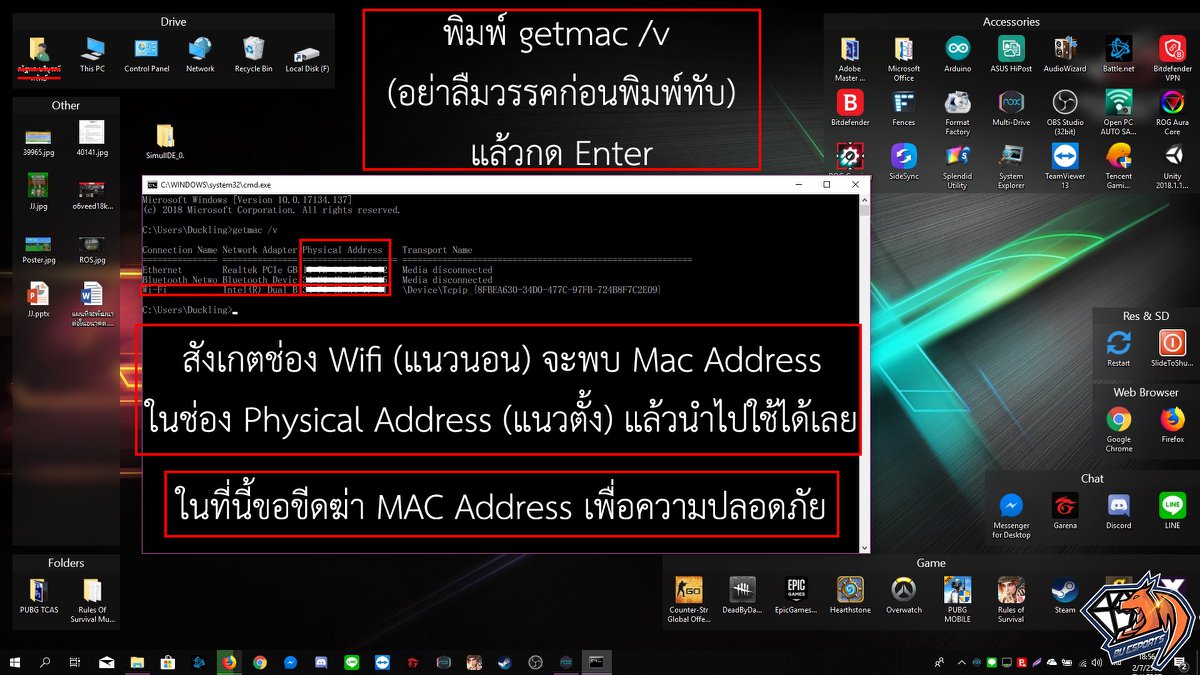 Drive
This PC
Control Panel
Network
Recycle Bin
Local Disk (F)
พิมพ์ getmac /v
(อย่าลืมวรรคก่อนพิมพ์ทับ)
แล้วกด Enter
Accessories
Adobe Master ...
Microsoft Office
Arduino
ASUS HiPost
AudioWizard
Battle.net
Bitdefender VPN
Bitdefender
Fences
Format Factory
Multi-Drive
OBS Studio (32bit)
Open PC AUTO SA...
ROG Aura Core
SideSync
Splendid Utility
System Explorer
TeamViewer 13
Tencent Gami...
Unity 2018.1.1...
Other
39965.jpg
40141.jpg
JJ.jpg
o6veed18k...
Poster.jpg
ROS.jpg
JJ.pptx
SimulIDE_0.
C:\WINDOWS\system32\cmd.exe
Microsoft Windows [Version 10.0.17134.137]
(c) 2018 Microsoft Corporation. All rights reserved.
C:\Users\Duckling>getmac /v
Connection Name Network Adapter Physical Address Transport Name
Ethernet Realtek PCIe GB Media disconnected
Bluetooth Netwo Bluetooth Devic Media disconnected
Wi-Fi Intel(R) Dual B \Device\Tcpip_{8FBEA630-34D0-477C-97FB-724B8F7C2E09}
C:\Users\Duckling>
สังเกตช่อง Wifi (แนวนอน) จะพบ Mac Address
ในช่อง Physical Address (แนวตั้ง) แล้วนำไปใช้ได้เลย
ในที่นี้ขอขีดฆ่า MAC Address เพื่อความปลอดภัย
Res & SD
Restart
SlideToShu...
Web Browser
Google Chrome
Firefox
Chat
Messenger for Desktop
Garena
Discord
LINE
Folders
PUBG TCAS
Rules Of Survival Mu...
Game
Counter-Str Global Offe...
DeadByDa...
EpicGames...
Hearthstone
Overwatch
PUBG MOBILE
Rules of Survival
Steam
BU ESPORTS
18:56